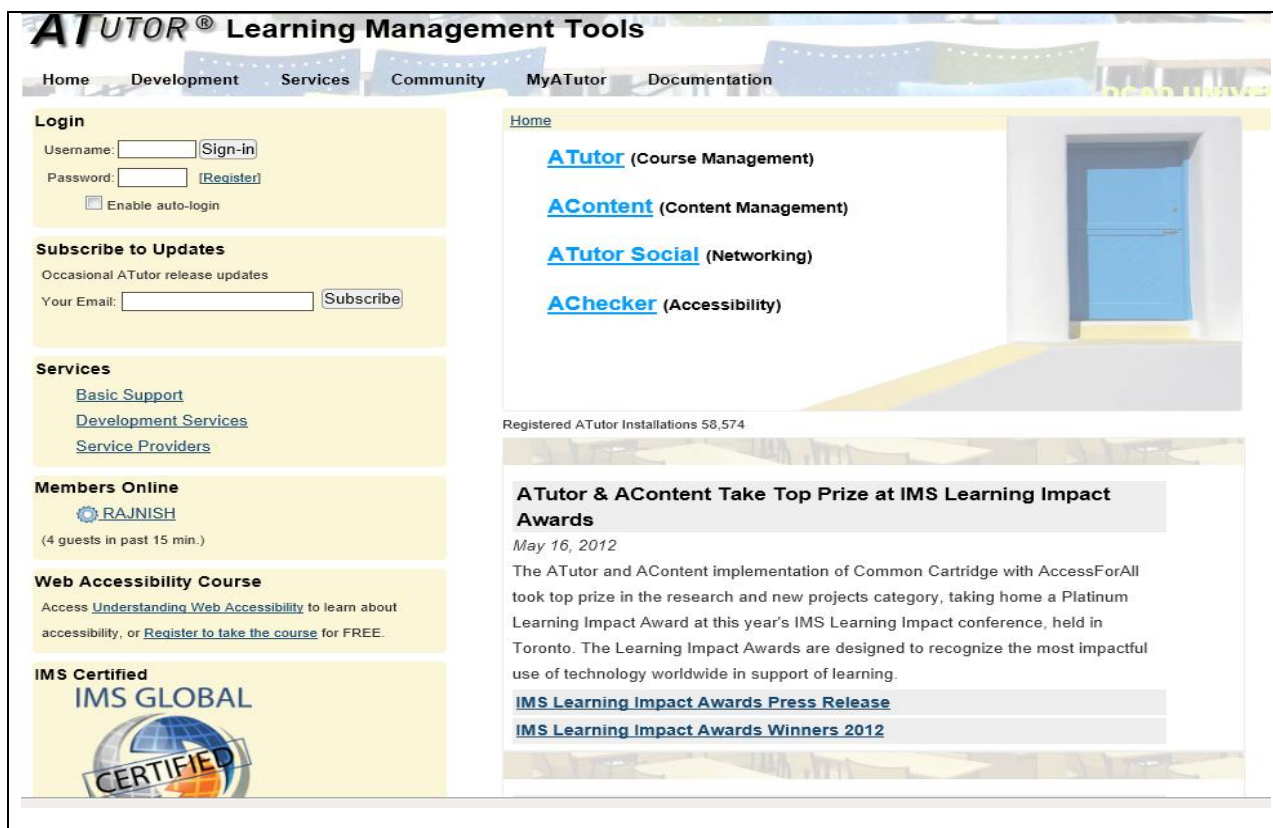 ATUTOR ® Learning Management Tools
Home Development Services Community MyATutor Documentation
OCAD UNIVE
Login
Username: Sign-in
Password: [Register]
Enable auto-login
Subscribe to Updates
Occasional ATutor release updates
Your Email: Subscribe
Services
Basic Support
Development Services
Service Providers
Members Online
RAJNISH
(4 guests in past 15 min.)
Web Accessibility Course
Access Understanding Web Accessibility to learn about
accessibility, or Register to take the course for FREE.
IMS Certified
IMS GLOBAL
CERTIFIED
Home
ATutor (Course Management)
AContent (Content Management)
ATutor Social (Networking)
AChecker (Accessibility)
Registered ATutor Installations 58,574
ATutor & AContent Take Top Prize at IMS Learning Impact
Awards
May 16, 2012
The ATutor and AContent implementation of Common Cartridge with AccessForAll
took top prize in the research and new projects category, taking home a Platinum
Learning Impact Award at this year's IMS Learning Impact conference, held in
Toronto. The Learning Impact Awards are designed to recognize the most impactful
use of technology worldwide in support of learning.
IMS Learning Impact Awards Press Release
IMS Learning Impact Awards Winners 2012